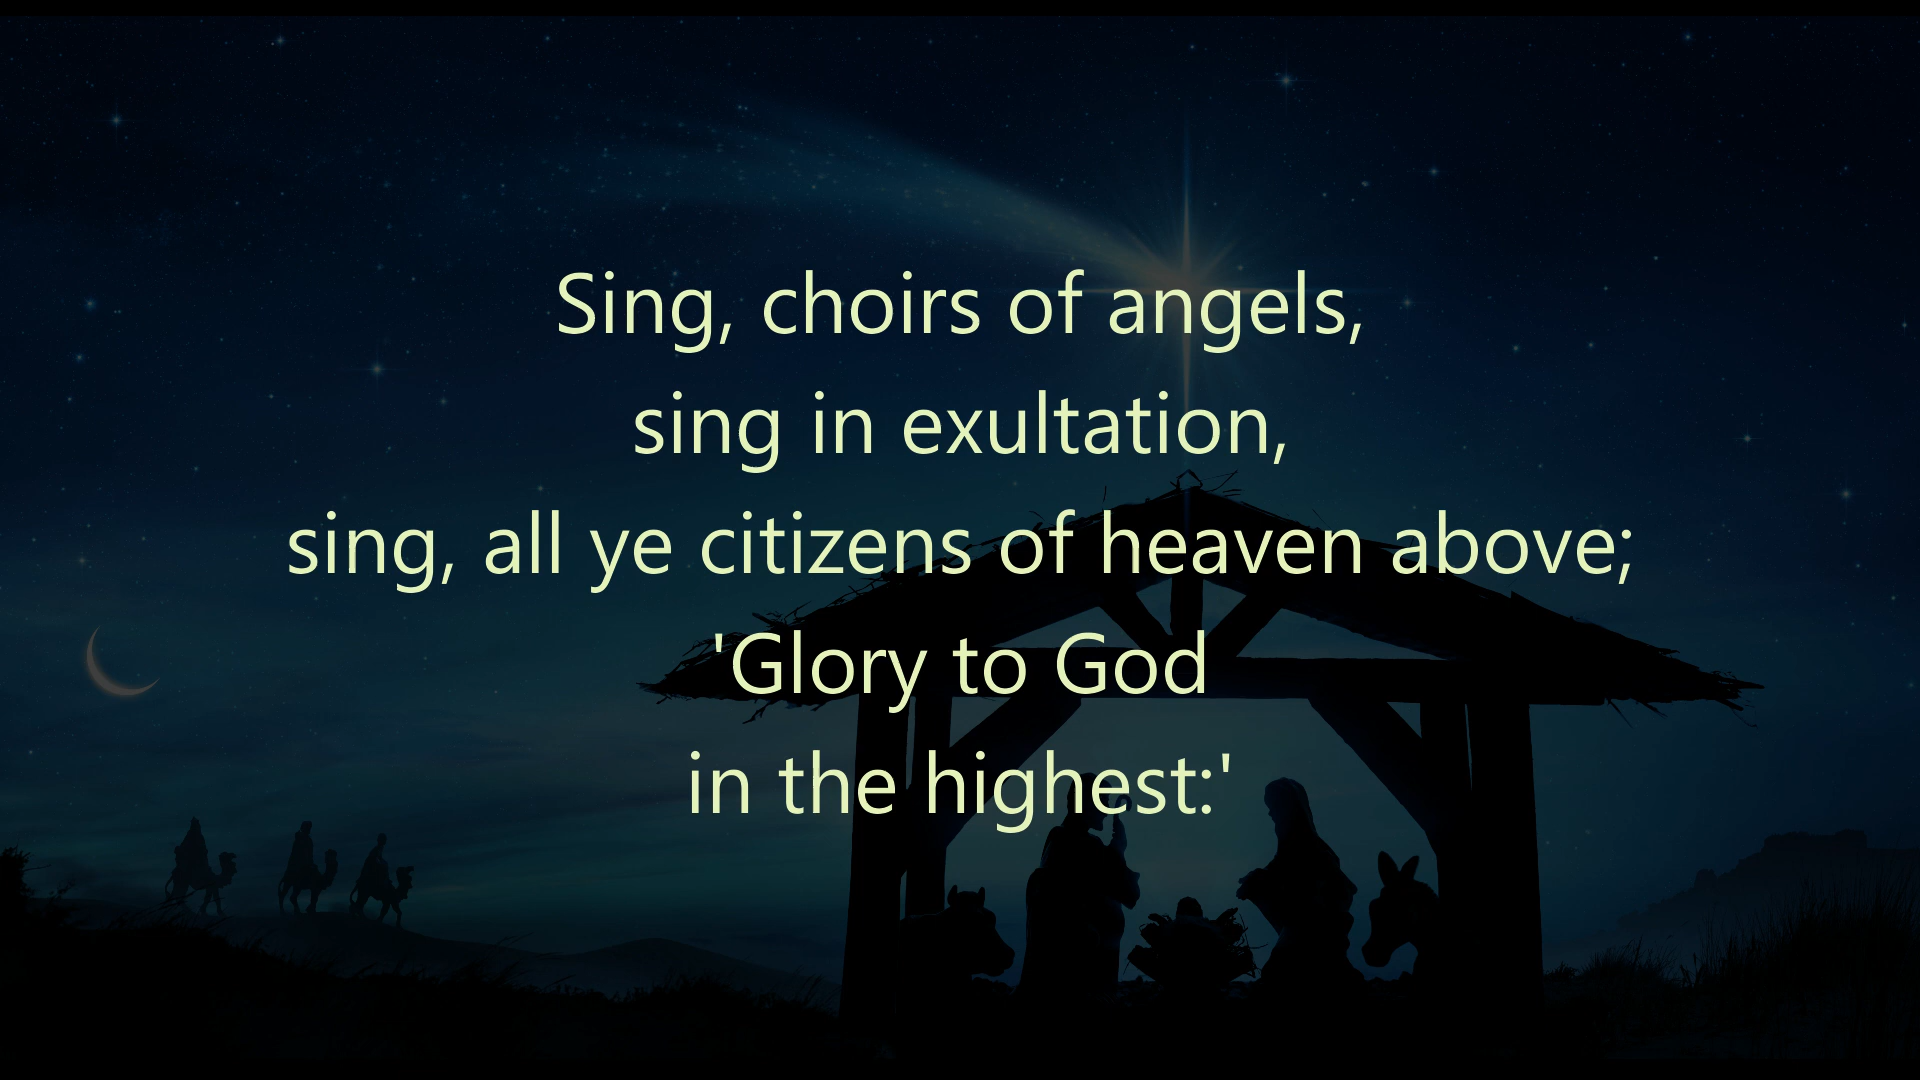 Sing, choirs of angels,
sing in exultation,
sing, all ye citizens of heaven above;
'Glory to God
in the highest:'